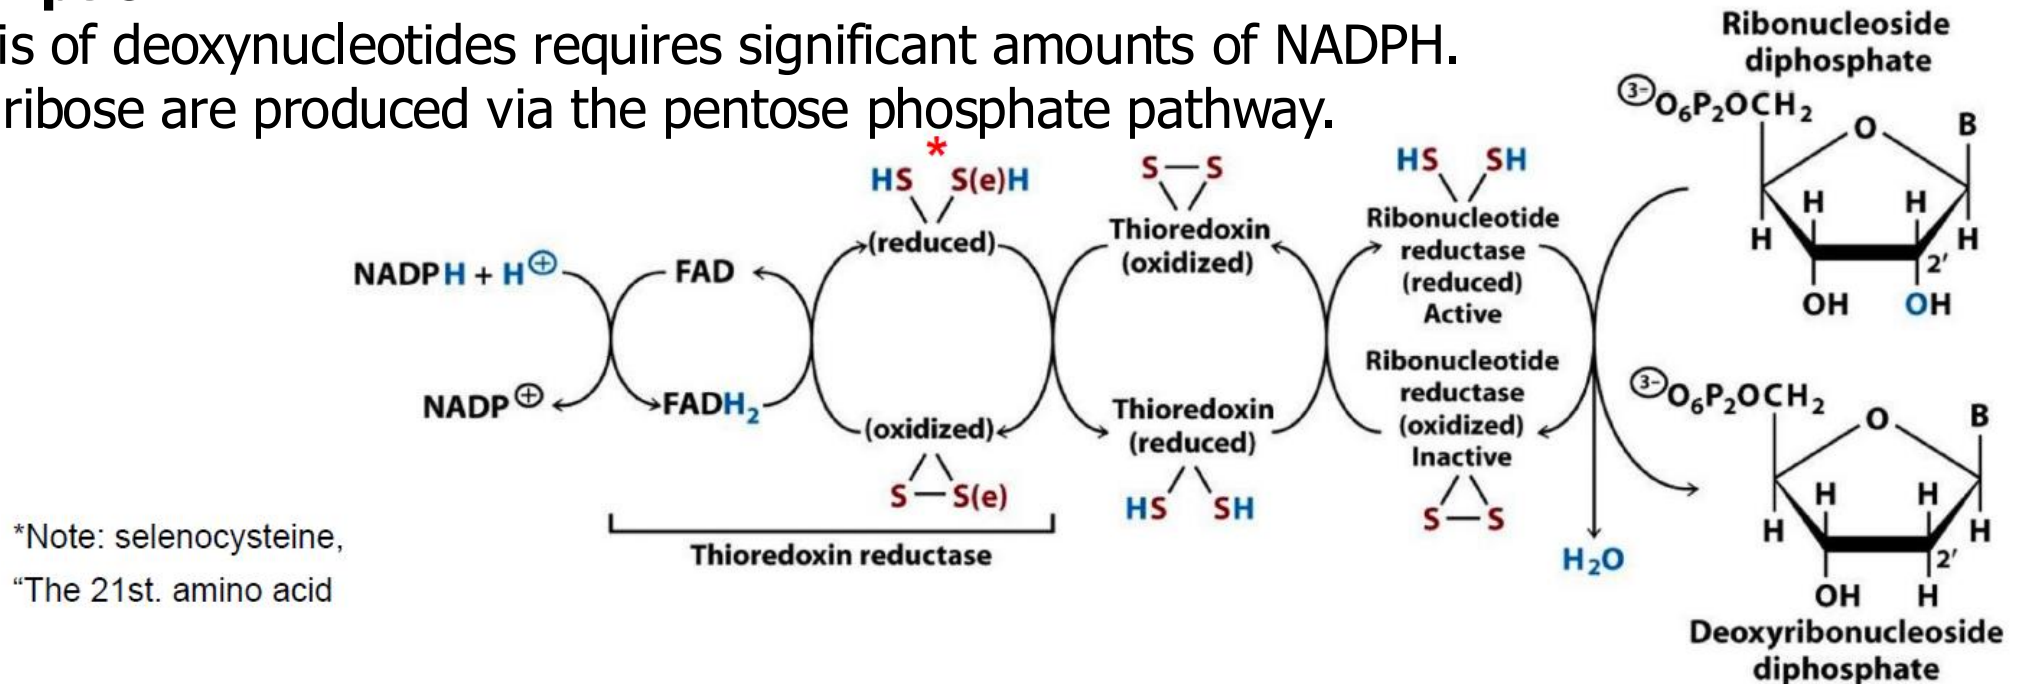 is of deoxynucleotides requires significant amounts of NADPH.
ribose are produced via the pentose phosphate pathway.
Ribonucleoside
diphosphate
3-
O6P2OCH2
O
B
H
H
H
H
2′
OH
OH
*
HS S(e)H
(reduced)
NADPH + H⊕
FAD
NADP⊕
FADH2
(oxidized)
S—S(e)
Thioredoxin reductase
S—S
Thioredoxin
(oxidized)
Thioredoxin
(reduced)
HS SH
HS SH
Ribonucleotide
reductase
(reduced)
Active
Ribonucleotide
reductase
(oxidized)
Inactive
S—S
H2O
3-
O6P2OCH2
O
B
H
H
H
H
2′
OH
H
Deoxyribonucleoside
diphosphate
*Note: selenocysteine,
“The 21st. amino acid